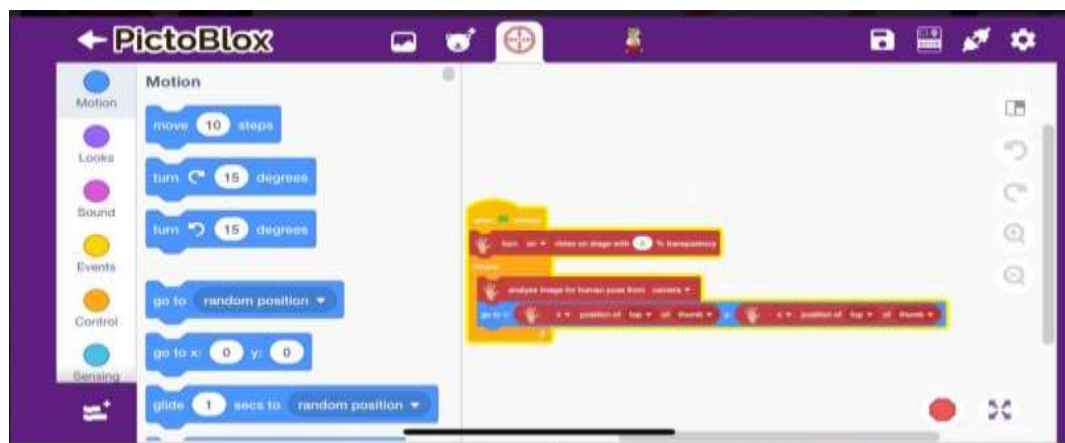 PictoBlox
Motion
Looks
Sound
Events
Control
Sensing
Motion
move 10 steps
turn 15 degrees
turn 15 degrees
go to random position
go to x: 0 y: 0
glide 1 secs to random position
when clicked
turn on video on stage with 0 % transparency
forever
analyse image for human pose from camera
go to x: x position of top of thumb y: x position of top of thumb